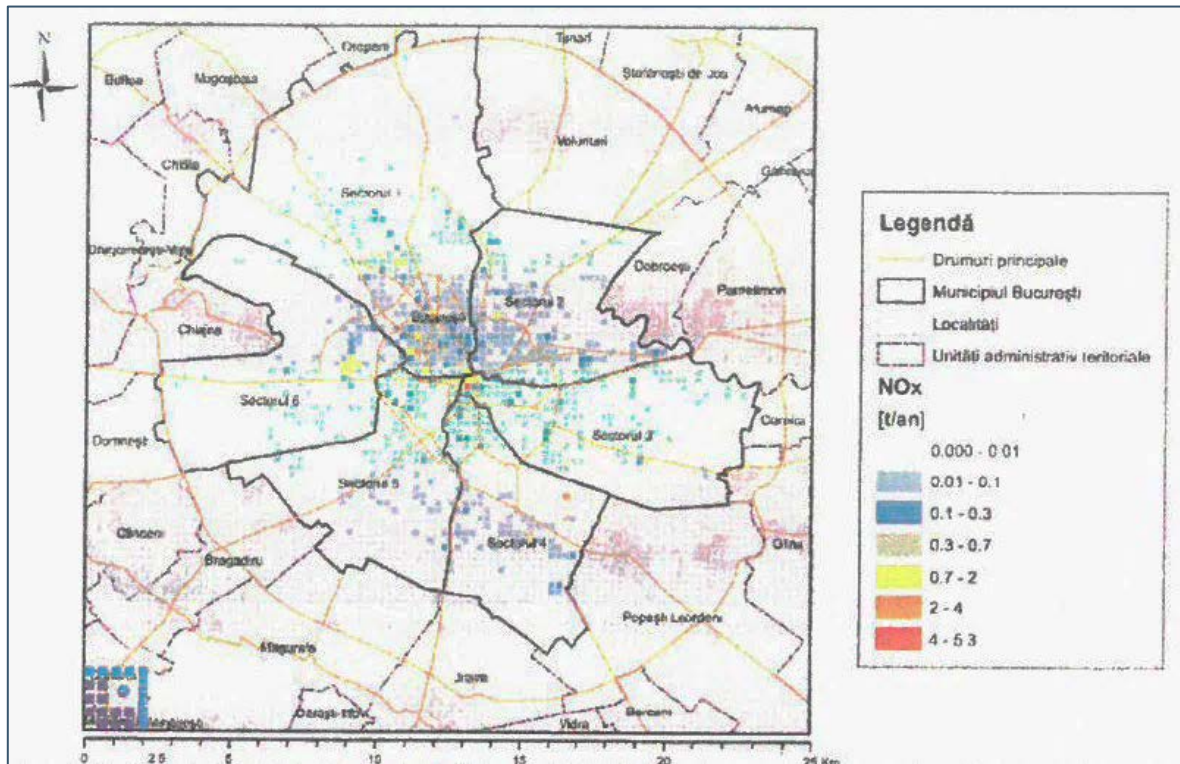 N
Otopeni
Tunari
Ștefănești de Jos
Buftea
Mogoșoaia
Afumați
Voluntari
Chitila
Sectorul 1
Dobroești
Pantelimon
Sectorul 2
Chiajna
București
Sectorul 6
Domnești
Sectorul 3
Cernica
Sectorul 5
Clinceni
Sectorul 4
Glina
Bragadiru
Popești Leordeni
Măgurele
Jilava
Vidra
Berceni
0 2.5 5 10 15 20 25 Km
Legendă
Drumuri principale
Municipiul București
Localități
Unități administrativ teritoriale
NOx
[t/an]
0.000 - 0.01
0.01 - 0.1
0.1 - 0.3
0.3 - 0.7
0.7 - 2
2 - 4
4 - 5.3